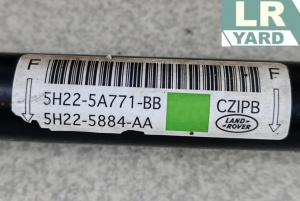 LR
YARD
F
F
5H22-5A771-BB
CZIPB
5H22-5884-AA
LAND-
ROVER